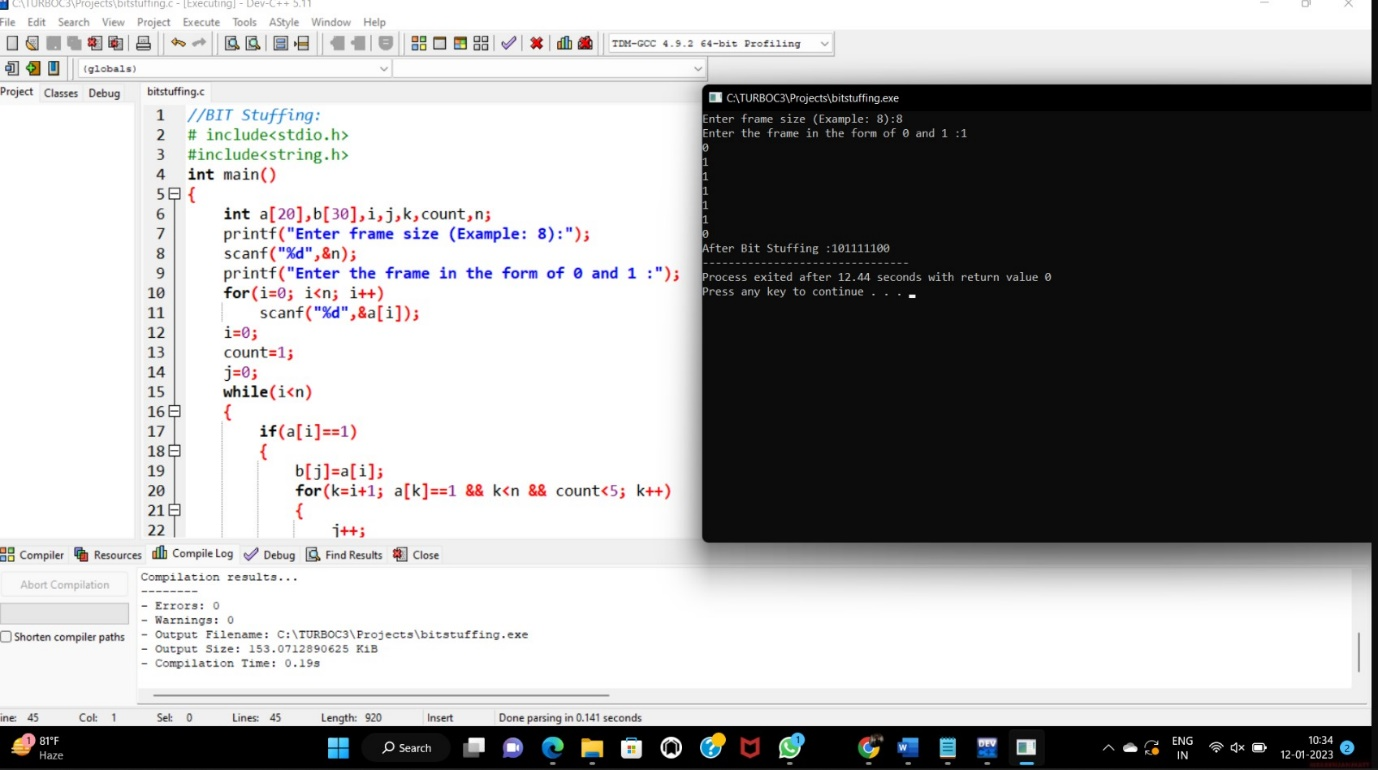 C:\TURBOC3\Projects\bitstuffing.c - [Executing] - Dev-C++ 5.11
File Edit Search View Project Execute Tools AStyle Window Help
TDM-GCC 4.9.2 64-bit Profiling
(globals)
Project Classes Debug
bitstuffing.c
1 //BIT Stuffing:
2 # include<stdio.h>
3 #include<string.h>
4 int main()
5 {
6 int a[20],b[30],i,j,k,count,n;
7 printf("Enter frame size (Example: 8):");
8 scanf("%d",&n);
9 printf("Enter the frame in the form of 0 and 1 :");
10 for(i=0; i<n; i++)
11 scanf("%d",&a[i]);
12 i=0;
13 count=1;
14 j=0;
15 while(i<n)
16 {
17 if(a[i]==1)
18 {
19 b[j]=a[i];
20 for(k=i+1; a[k]==1 && k<n && count<5; k++)
21 {
22 j++;
C:\TURBOC3\Projects\bitstuffing.exe
Enter frame size (Example: 8):8
Enter the frame in the form of 0 and 1 :1
0
1
1
1
1
1
0
After Bit Stuffing :101111100
--------------------------------
Process exited after 12.44 seconds with return value 0
Press any key to continue . . .
Compiler Resources Compile Log Debug Find Results Close
Abort Compilation
Shorten compiler paths
Compilation results...
--------
- Errors: 0
- Warnings: 0
- Output Filename: C:\TURBOC3\Projects\bitstuffing.exe
- Output Size: 153.0712890625 KiB
- Compilation Time: 0.19s
ine: 45 Col: 1 Sel: 0 Lines: 45 Length: 920 Insert Done parsing in 0.141 seconds
1
81°F
Haze
Search
1
DEV
ENG
IN
10:34
12-01-2023
2